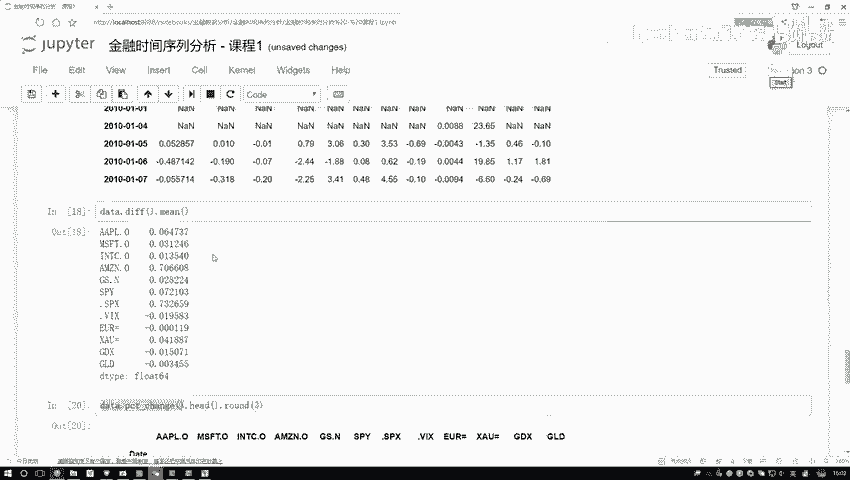 jupyter 金融时间序列分析 - 课程1 (unsaved changes)
Logout
File Edit View Insert Cell Kernel Widgets Help
Trusted
Code
2010-01-01 NaN NaN NaN NaN NaN NaN NaN NaN NaN NaN NaN NaN
2010-01-04 NaN NaN NaN NaN NaN NaN NaN NaN 0.0088 23.65 NaN NaN
2010-01-05 0.052857 0.010 -0.01 0.79 3.06 0.30 3.53 -0.69 -0.0043 -1.35 0.46 -0.10
2010-01-06 -0.487142 -0.190 -0.07 -2.44 -1.88 0.08 0.62 -0.19 0.0044 19.85 1.17 1.81
2010-01-07 -0.055714 -0.318 -0.20 -2.25 3.41 0.48 4.55 -0.10 -0.0094 -6.60 -0.24 -0.69
In [18]: data.diff().mean()
Out[18]: AAPL.O 0.064737
MSFT.O 0.031246
INTC.O 0.013540
AMZN.O 0.706608
GS.N 0.028224
SPY 0.072103
.SPX 0.732659
.VIX -0.019583
EUR= -0.000119
XAU= 0.041887
GDX -0.015071
GLD -0.003455
dtype: float64
In [20]: data.pct_change().head().round(3)
Out[20]:
AAPL.O MSFT.O INTC.O AMZN.O GS.N SPY .SPX .VIX EUR= XAU= GDX GLD
Date